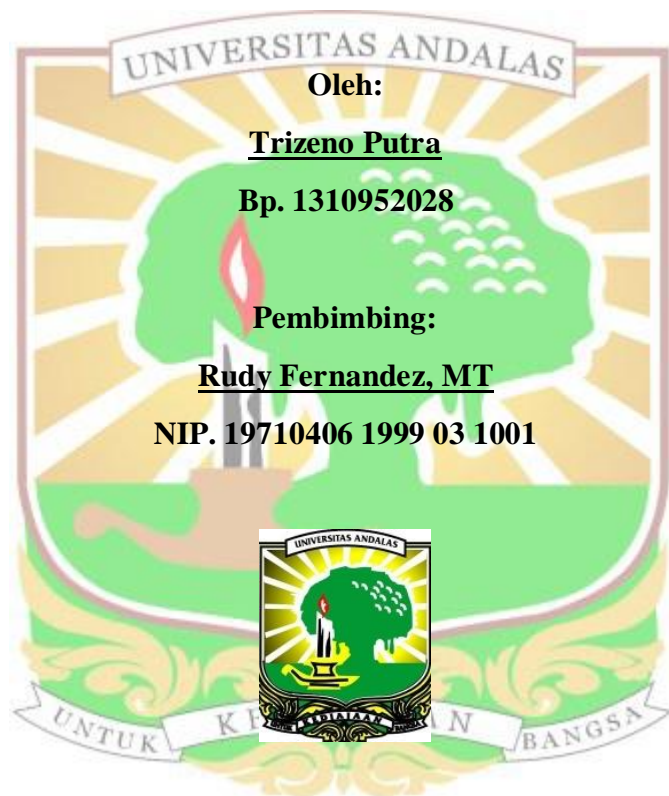 UNIVERSITAS ANDALAS
Oleh:
Trizeno Putra
Bp. 1310952028
Pembimbing:
Rudy Fernandez, MT
NIP. 19710406 1999 03 1001
UNIVERSITAS ANDALAS
UNTUK KEDJAJAAN BANGSA